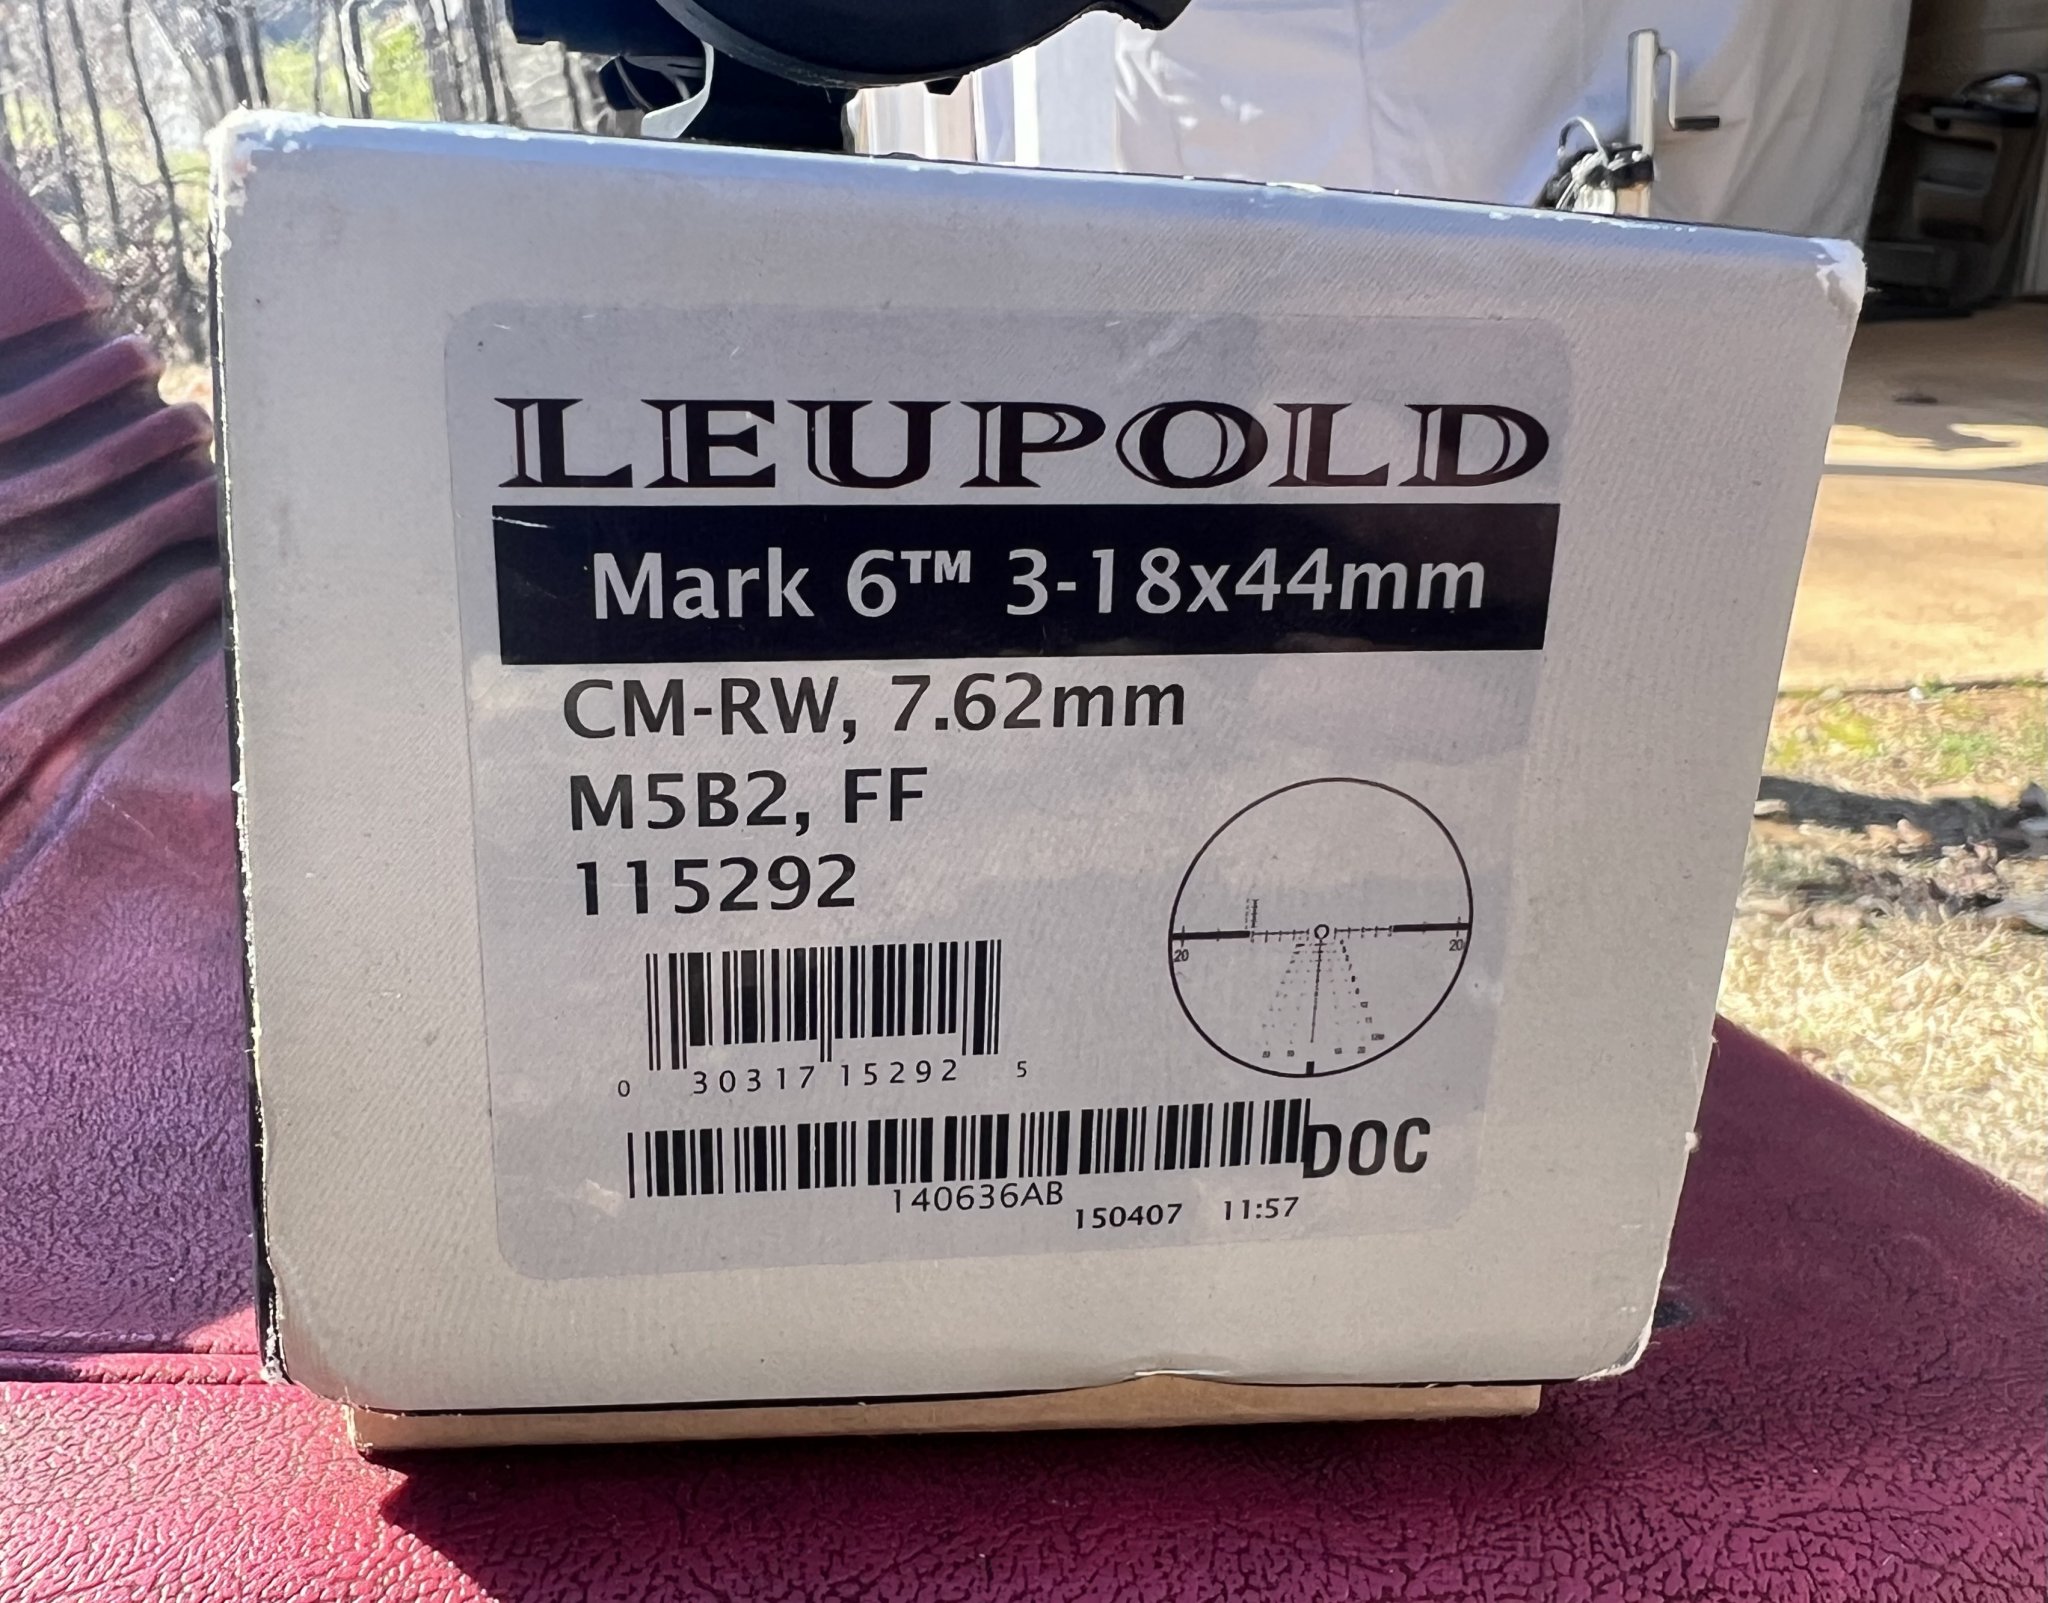 LEUPOLD
Mark 6™ 3-18x44mm
CM-RW, 7.62mm
M5B2, FF
115292
20 20
0 30317 15292 5
DOC
140636AB
150407 11:57